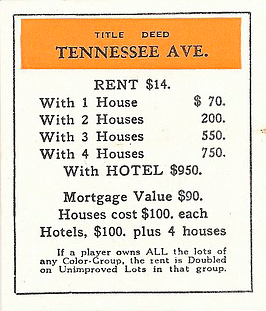 TITLE DEED
TENNESSEE AVE.
RENT $14.
With 1 House $ 70.
With 2 Houses 200.
With 3 Houses 550.
With 4 Houses 750.
With HOTEL $950.
Mortgage Value $90.
Houses cost $100. each
Hotels, $100. plus 4 houses
If a player owns ALL the lots of
any Color-Group, the rent is Doubled
on Unimproved Lots in that group.